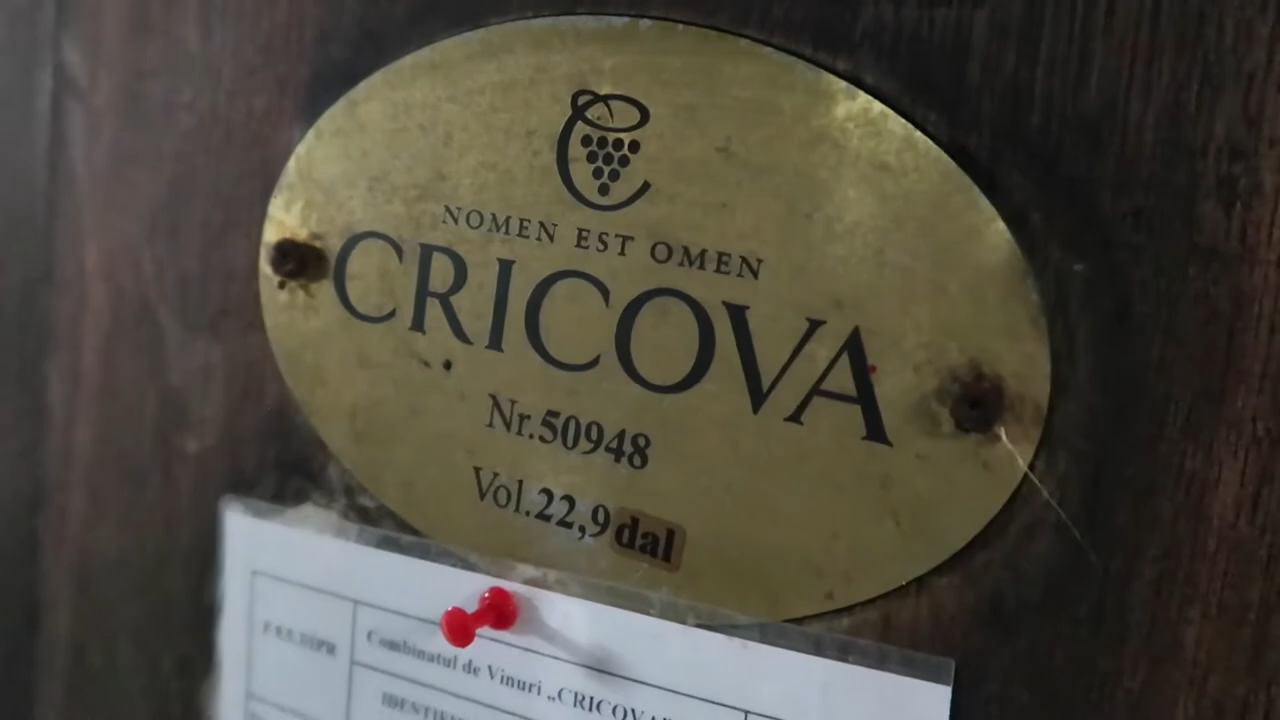 NOMEN EST OMEN
CRICOVA
Nr.50948
Vol.22,9 dal
Combinatul de Vinuri „CRICOVA"